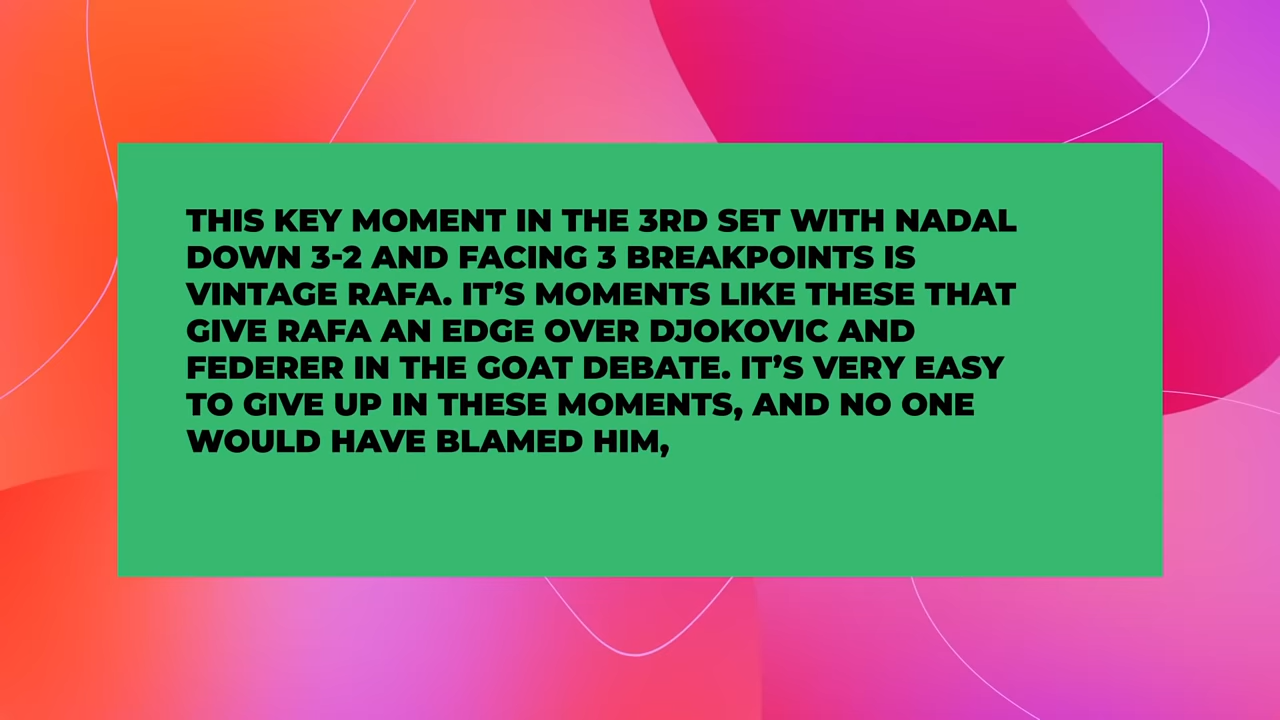 THIS KEY MOMENT IN THE 3RD SET WITH NADAL
DOWN 3-2 AND FACING 3 BREAKPOINTS IS
VINTAGE RAFA. IT’S MOMENTS LIKE THESE THAT
GIVE RAFA AN EDGE OVER DJOKOVIC AND
FEDERER IN THE GOAT DEBATE. IT’S VERY EASY
TO GIVE UP IN THESE MOMENTS, AND NO ONE
WOULD HAVE BLAMED HIM,